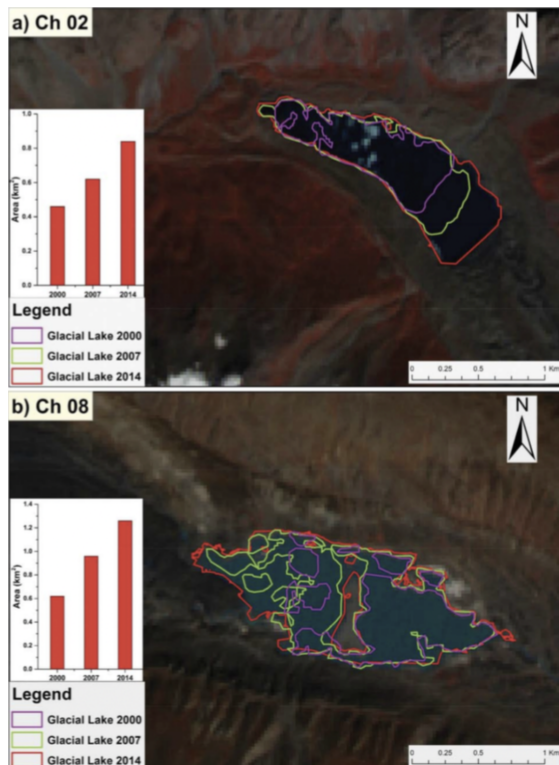 a) Ch 02
N
1.0
0.8
0.6
0.4
0.2
0.0
Area (km²)
2000 2007 2014
Legend
Glacial Lake 2000
Glacial Lake 2007
Glacial Lake 2014
0 0.25 0.5 1 Km
b) Ch 08
N
1.4
1.2
1.0
0.8
0.6
0.4
0.2
0.0
Area (km²)
2000 2007 2014
Legend
Glacial Lake 2000
Glacial Lake 2007
Glacial Lake 2014
0 0.25 0.5 1 Km